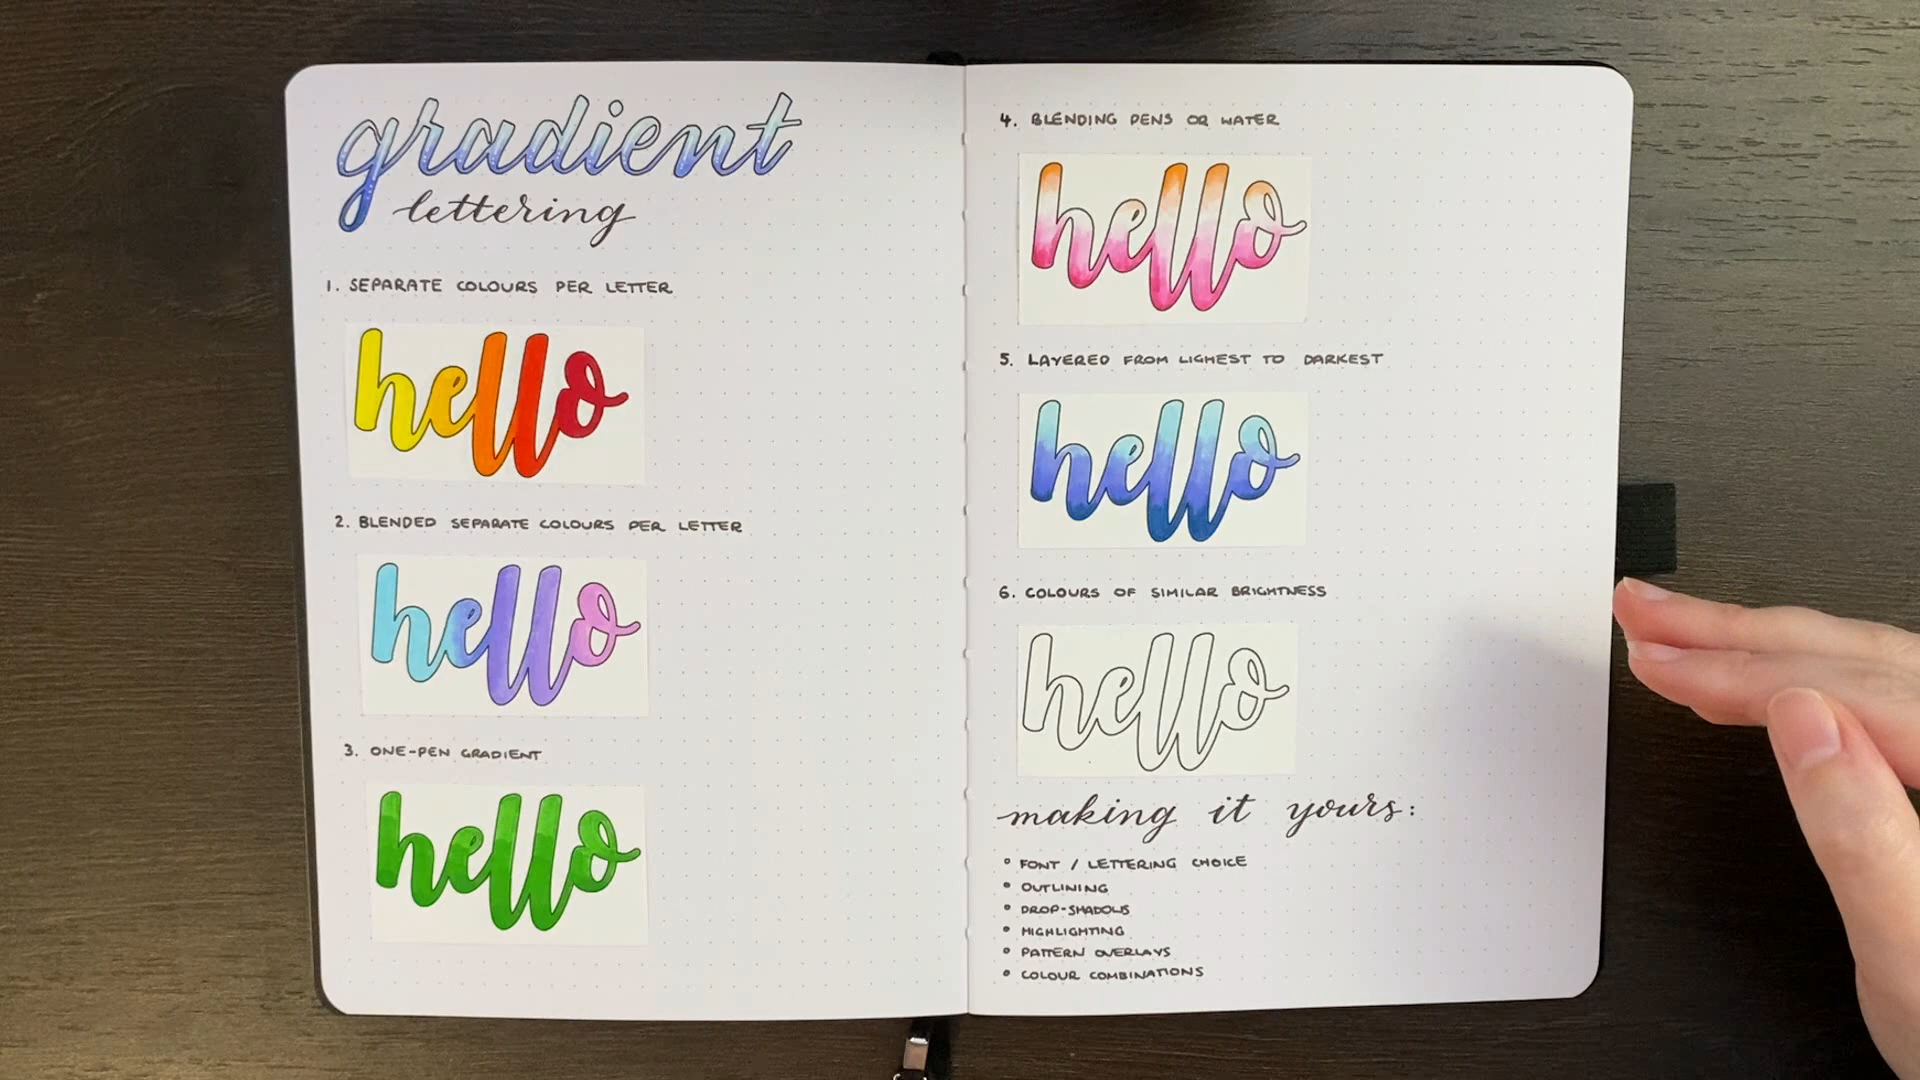 gradient
lettering
1. SEPARATE COLOURS PER LETTER
hello
2. BLENDED SEPARATE COLOURS PER LETTER
hello
3. ONE-PEN GRADIENT
hello
4. BLENDING PENS OR WATER
hello
5. LAYERED FROM LIGHEST TO DARKEST
hello
6. COLOURS OF SIMILAR BRIGHTNESS
hello
making it yours:
° FONT / LETTERING CHOICE
° OUTLINING
° DROP-SHADOWS
° HIGHLIGHTING
° PATTERN OVERLAYS
° COLOUR COMBINATIONS